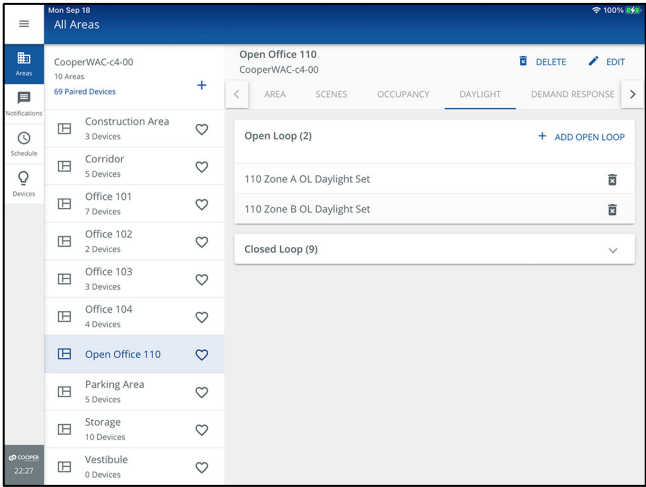 Mon Sep 18
100%
All Areas
Areas
Notifications
Schedule
Devices
COOPER
22:27
CooperWAC-c4-00
10 Areas
69 Paired Devices
+
Construction Area
3 Devices
Corridor
5 Devices
Office 101
7 Devices
Office 102
2 Devices
Office 103
3 Devices
Office 104
4 Devices
Open Office 110
Parking Area
5 Devices
Storage
10 Devices
Vestibule
0 Devices
Open Office 110
CooperWAC-c4-00
DELETE
EDIT
AREA
SCENES
OCCUPANCY
DAYLIGHT
DEMAND RESPONSE
Open Loop (2)
+ ADD OPEN LOOP
110 Zone A OL Daylight Set
110 Zone B OL Daylight Set
Closed Loop (9)